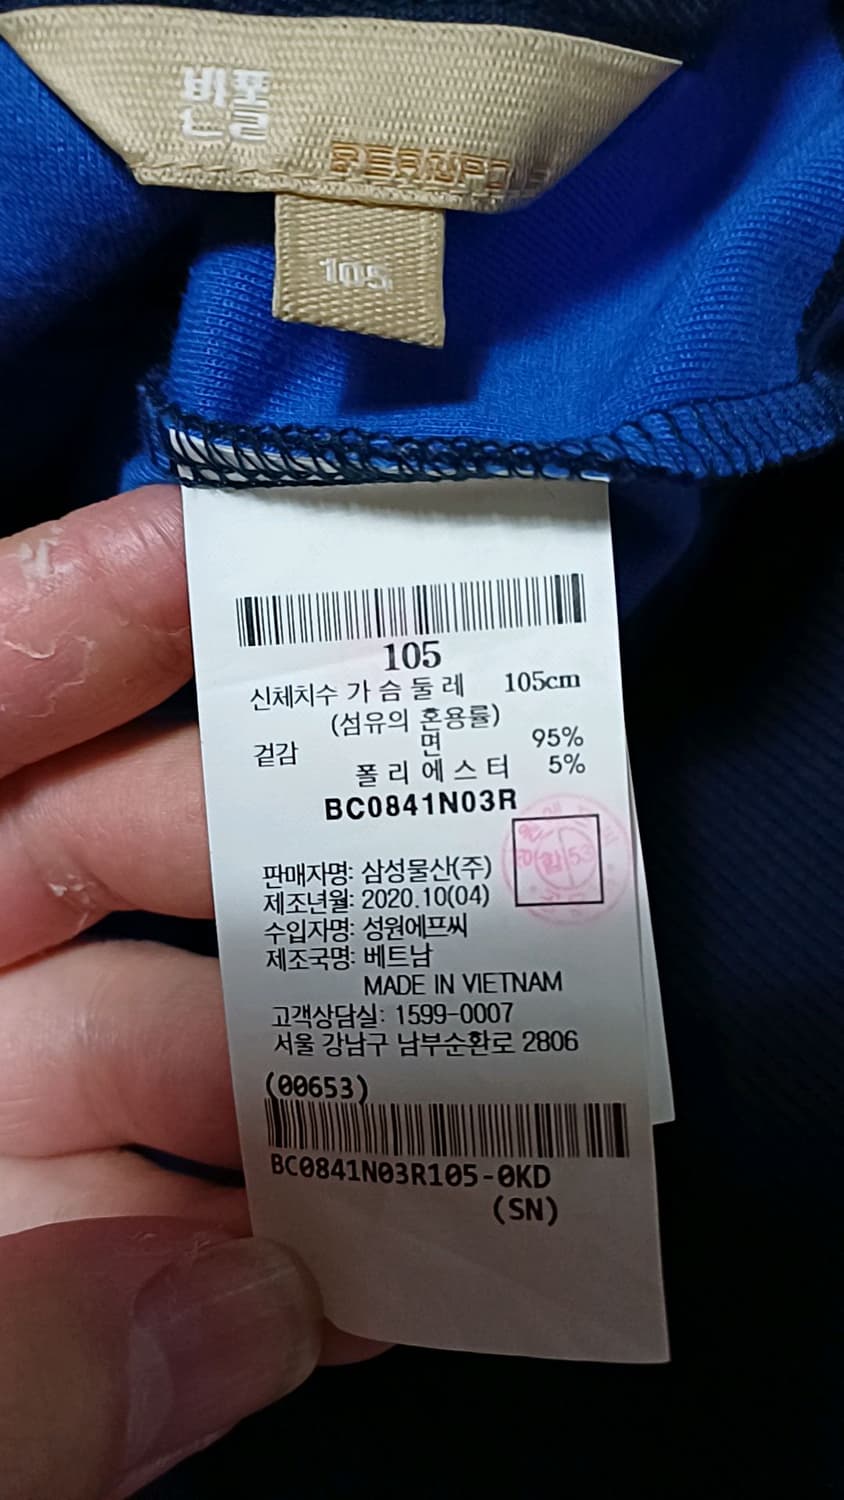 빈폴
BEANPO
105
105
신체치수 가슴둘레 105cm
(섬유의 혼용률)
겉감 면 95%
폴리에스터 5%
BC0841N03R
판매자명: 삼성물산(주)
제조년월: 2020.10(04)
수입자명: 성원에프씨
제조국명: 베트남
MADE IN VIETNAM
고객상담실: 1599-0007
서울 강남구 남부순환로 2806
(00653)
BC0841N03R105-0KD
(SN)